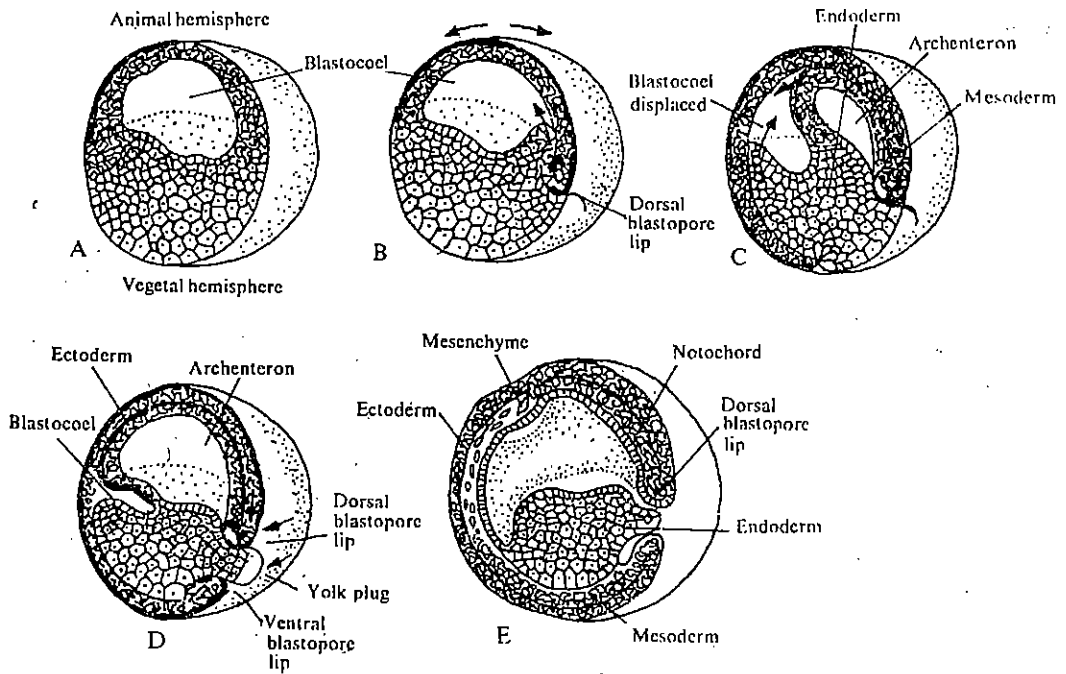 Animal hemisphere
Blastocoel
A
Vegetal hemisphere
B
Dorsal
blastopore
lip
Endoderm
Archenteron
Blastocoel
displaced
Mesoderm
C
Ectoderm
Archenteron
Blastocoel
Dorsal
blastopore
lip
Yolk plug
Ventral
blastopore
lip
D
Mesenchyme
Notochord
Ectoderm
Dorsal
blastopore
lip
Endoderm
Mesoderm
E